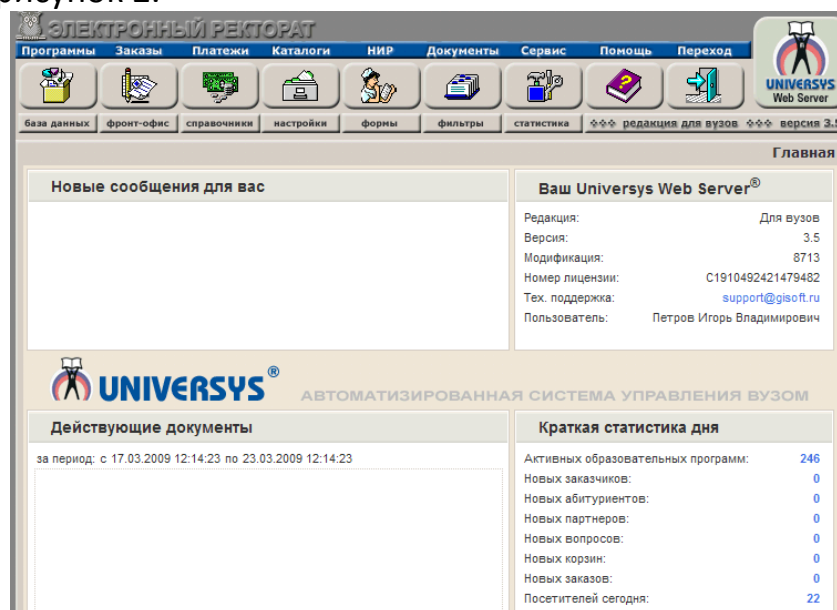 рисунок 2.
ЭЛЕКТРОННЫЙ РЕКТОРАТ
Программы Заказы Платежи Каталоги НИР Документы Сервис Помощь Переход
UNIVERSYS
Web Server
база данных фронт-офис справочники настройки формы фильтры статистика редакция для вузов версия 3.5
Главная
Новые сообщения для вас
Ваш Universys Web Server®
Редакция: Для вузов
Версия: 3.5
Модификация: 8713
Номер лицензии: C1910492421479482
Тех. поддержка: support@gisoft.ru
Пользователь: Петров Игорь Владимирович
UNIVERSYS® АВТОМАТИЗИРОВАННАЯ СИСТЕМА УПРАВЛЕНИЯ ВУЗОМ
Действующие документы
за период: с 17.03.2009 12:14:23 по 23.03.2009 12:14:23
Краткая статистика дня
Активных образовательных программ: 246
Новых заказчиков: 0
Новых абитуриентов: 0
Новых партнеров: 0
Новых вопросов: 0
Новых корзин: 0
Новых заказов: 0
Посетителей сегодня: 22